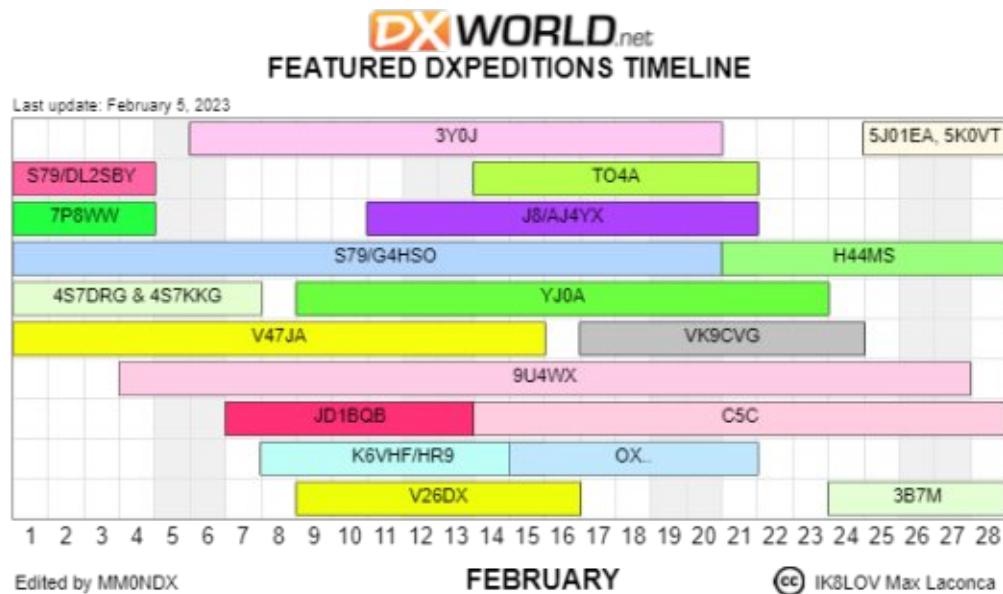 DX WORLD.net
FEATURED DXPEDITIONS TIMELINE
Last update: February 5, 2023
3Y0J 5J01EA, 5K0VT
S79/DL2SBY TO4A
7P8WW J8/AJ4YX
S79/G4HSO H44MS
4S7DRG & 4S7KKG YJ0A
V47JA VK9CVG
9U4WX
JD1BQB C5C
K6VHF/HR9 OX..
V26DX 3B7M
1 2 3 4 5 6 7 8 9 10 11 12 13 14 15 16 17 18 19 20 21 22 23 24 25 26 27 28
Edited by MM0NDX FEBRUARY cc IK8LOV Max Laconca